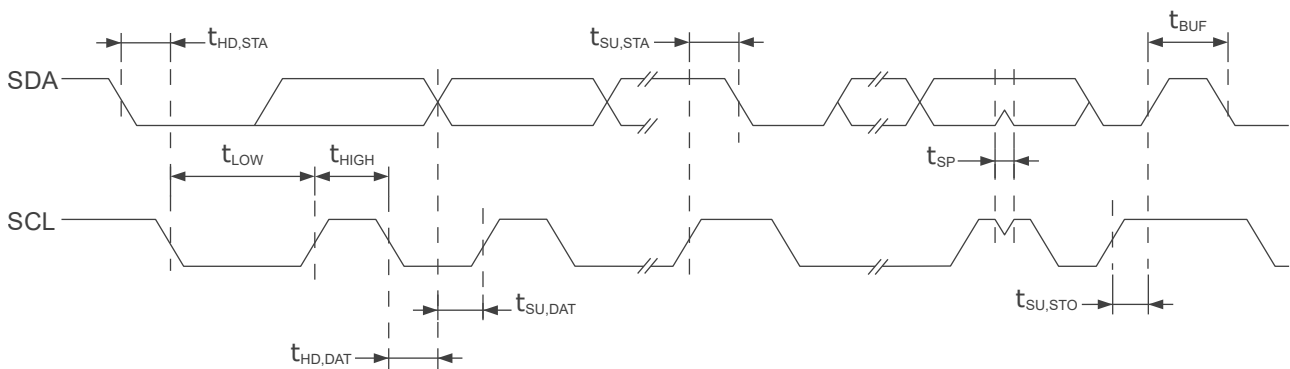 tHD,STA
tSU,STA
tBUF
SDA
tLOW
tHIGH
tSP
SCL
tSU,DAT
tSU,STO
tHD,DAT